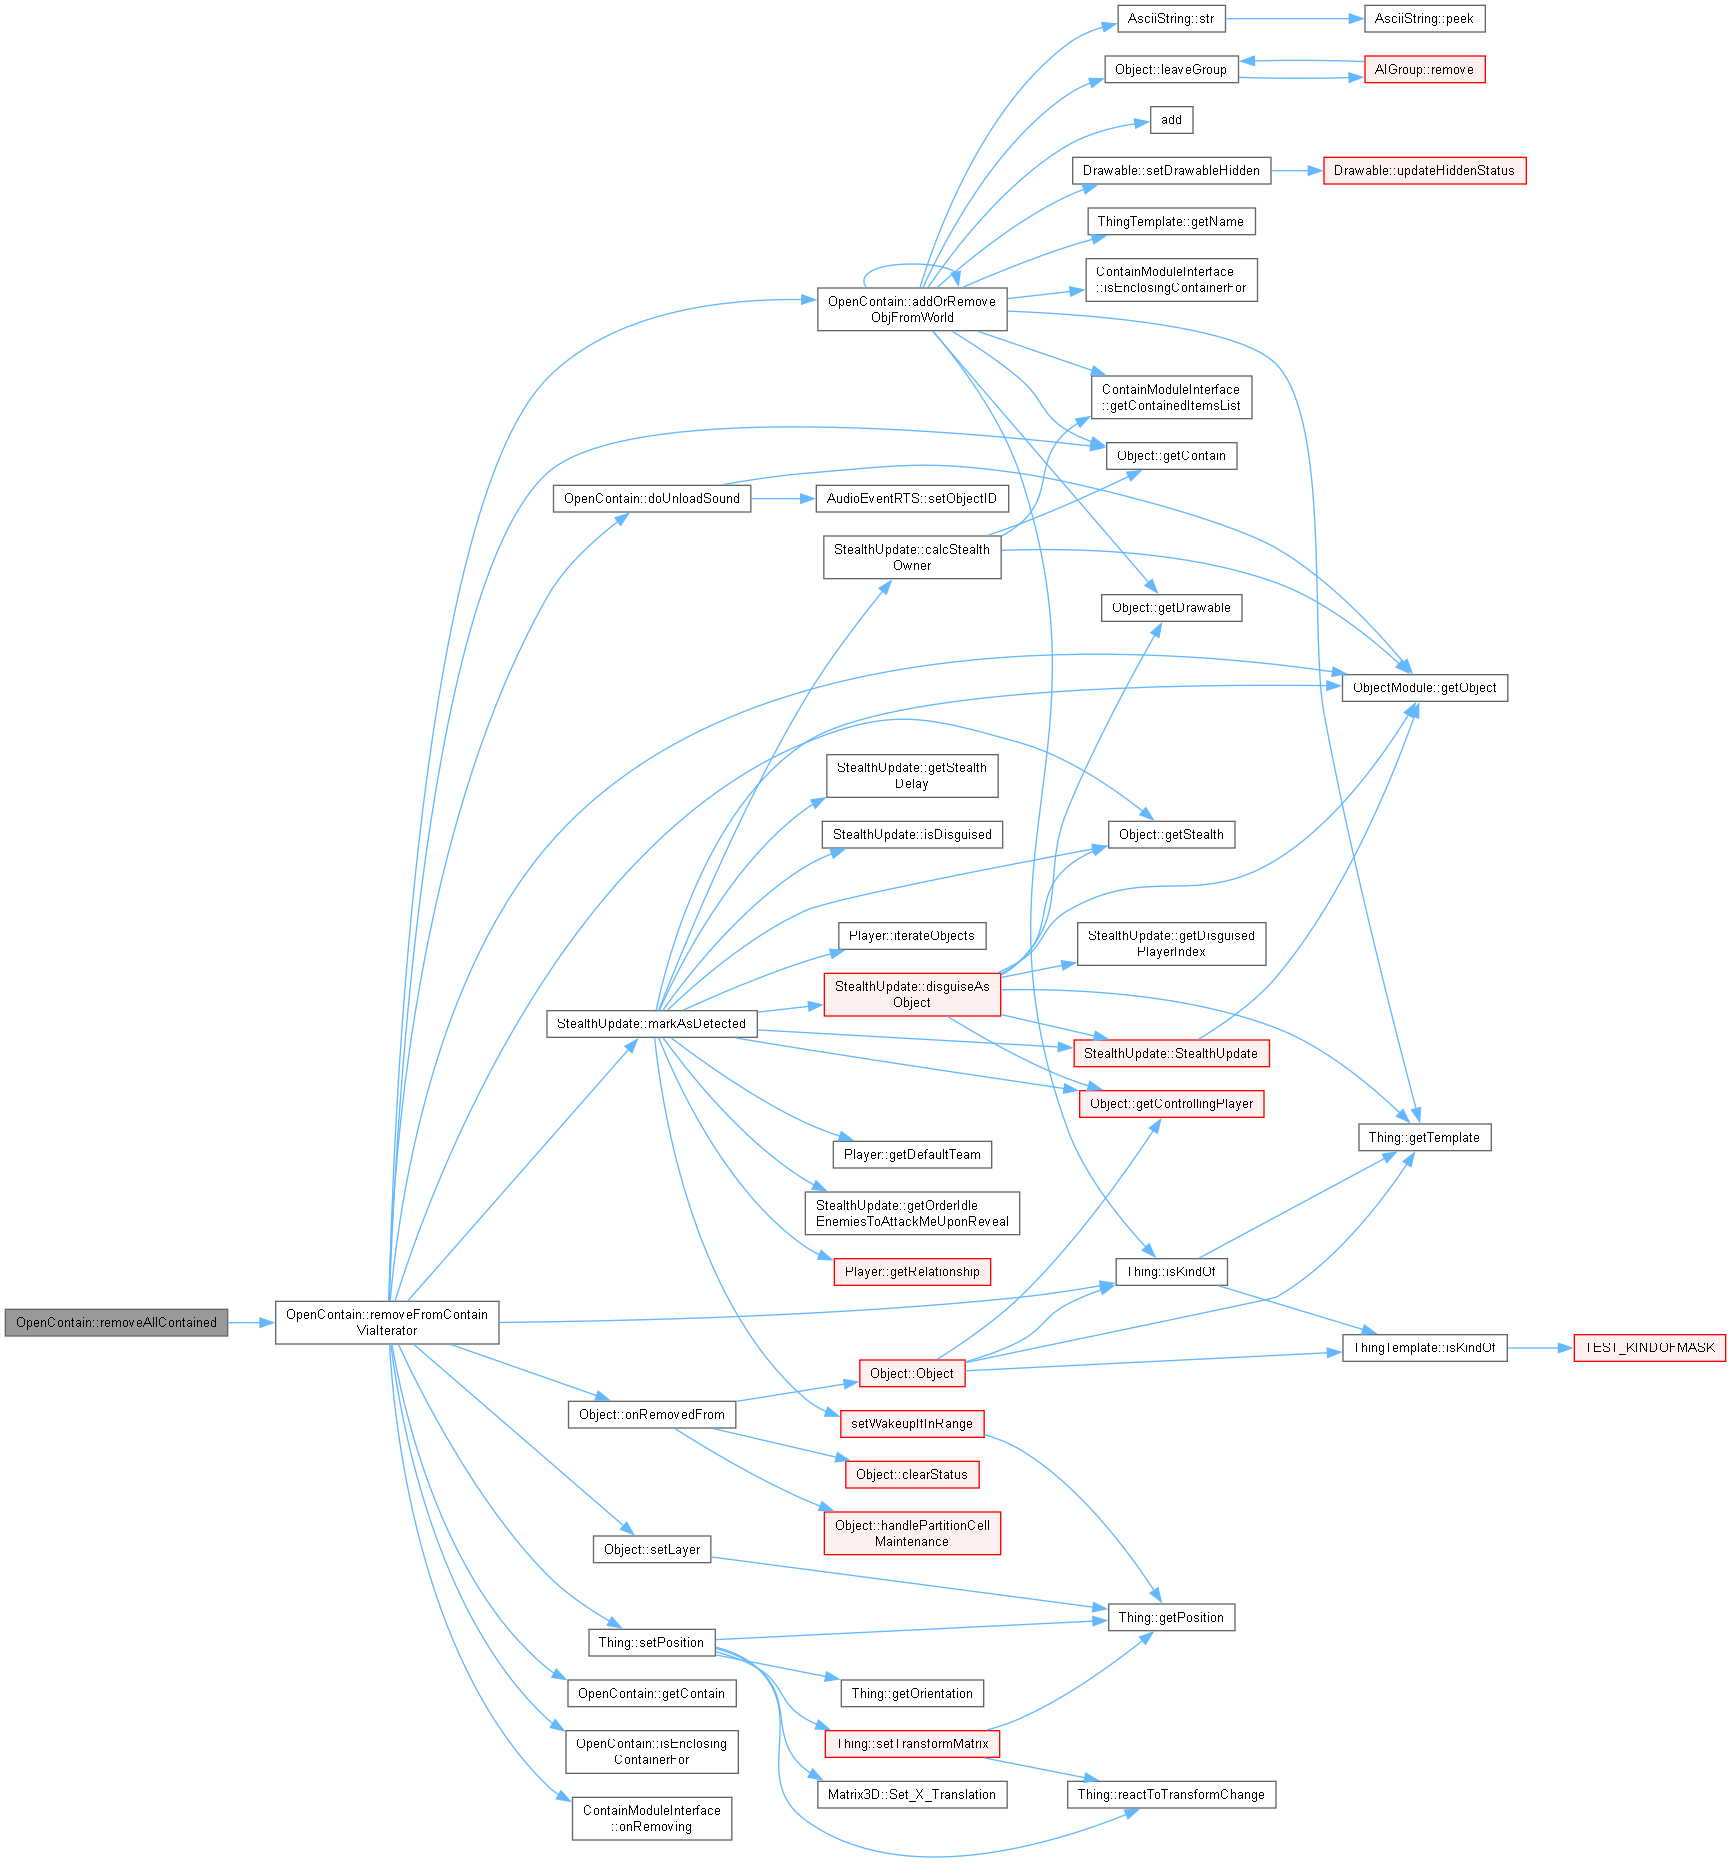 AsciiString::str
AsciiString::peek
Object::leaveGroup
AIGroup::remove
add
Drawable::setDrawableHidden
Drawable::updateHiddenStatus
ThingTemplate::getName
ContainModuleInterface
::isEnclosingContainerFor
OpenContain::addOrRemove
ObjFromWorld
ContainModuleInterface
::getContainedItemsList
Object::getContain
OpenContain::doUnloadSound
AudioEventRTS::setObjectID
StealthUpdate::calcStealth
Owner
Object::getDrawable
ObjectModule::getObject
StealthUpdate::getStealth
Delay
StealthUpdate::isDisguised
Object::getStealth
Player::iterateObjects
StealthUpdate::getDisguised
PlayerIndex
StealthUpdate::disguiseAs
Object
StealthUpdate::markAsDetected
StealthUpdate::StealthUpdate
Object::getControllingPlayer
Thing::getTemplate
Player::getDefaultTeam
StealthUpdate::getOrderIdle
EnemiesToAttackMeUponReveal
Player::getRelationship
Thing::isKindOf
OpenContain::removeAllContained
OpenContain::removeFromContain
ViaIterator
ThingTemplate::isKindOf
TEST_KINDOFMASK
Object::Object
Object::onRemovedFrom
setWakeupIfInRange
Object::clearStatus
Object::handlePartitionCell
Maintenance
Object::setLayer
Thing::getPosition
Thing::setPosition
OpenContain::getContain
Thing::getOrientation
OpenContain::isEnclosing
ContainerFor
Thing::setTransformMatrix
Matrix3D::Set_X_Translation
Thing::reactToTransformChange
ContainModuleInterface
::onRemoving